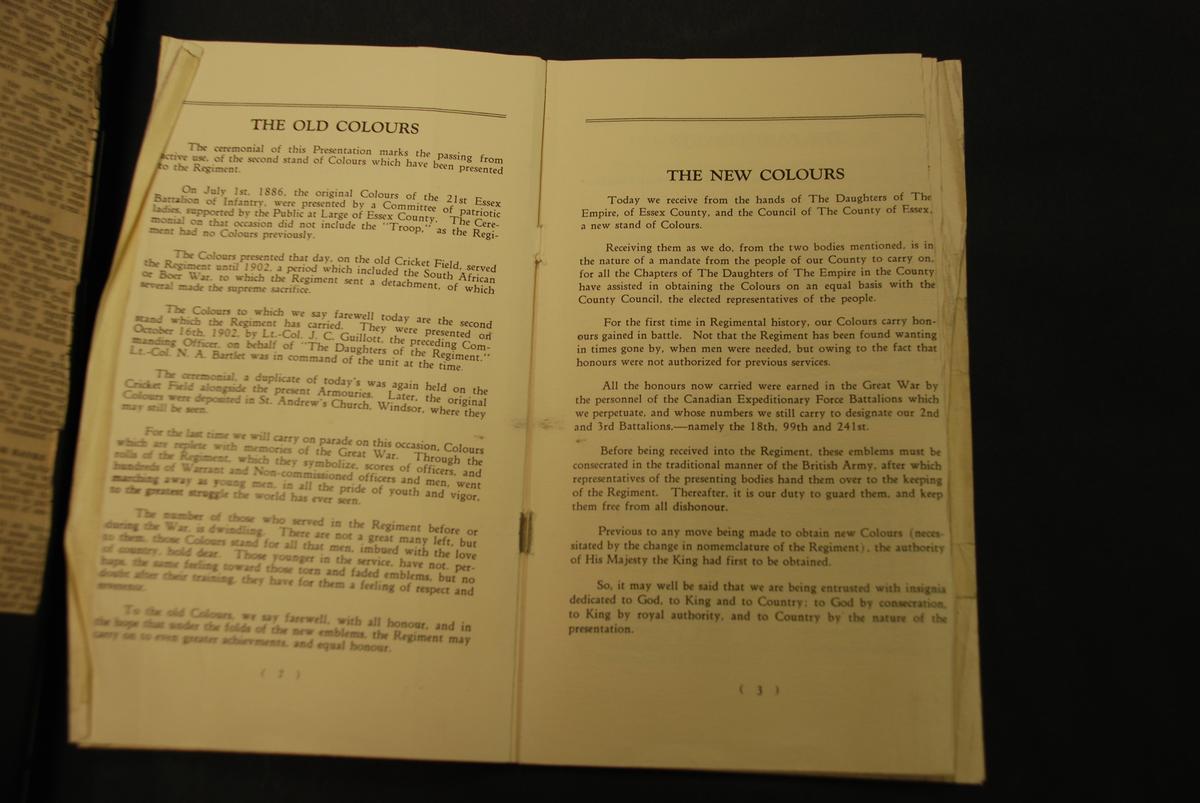 THE OLD COLOURS
The ceremonial of this Presentation marks the passing from
active use, of the second stand of Colours which have been presented
to the Regiment.
On July 1st, 1886, the original Colours of the 21st Essex
Battalion of Infantry, were presented by a Committee of patriotic
ladies, supported by the Public at Large of Essex County. The Cere-
monial on that occasion did not include the "Troop," as the Regi-
ment had no Colours previously.
The Colours presented that day, on the old Cricket Field, served
the Regiment until 1902, a period which included the South African
or Boer War, to which the Regiment sent a detachment, of which
several made the supreme sacrifice.
The Colours to which we say farewell today are the second
stand which the Regiment has carried. They were presented on
October 16th, 1902, by Lt.-Col. J. C. Guillott, the preceding Com-
manding Officer, on behalf of "The Daughters of the Regiment."
Lt.-Col. N. A. Bartlet was in command of the unit at the time.
The ceremonial, a duplicate of today's was again held on the
Cricket Field alongside the present Armouries. Later, the original
Colours were deposited in St. Andrew's Church, Windsor, where they
may still be seen.
For the last time we will carry on parade on this occasion, Colours
which are replete with memories of the Great War. Through the
rolls of the Regiment, which they symbolize, scores of officers, and
hundreds of Warrant and Non-commissioned officers and men, went
marching away as young men, in all the pride of youth and vigor,
to the greatest struggle the world has ever seen.
The number of those who served in the Regiment before or
during the War, is dwindling. There are not a great many left, but
to them, those Colours stand for all that men, imbued with the love
of country, hold dear. Those younger in the service, have not, per-
haps, the same feeling toward those torn and faded emblems, but no
doubt after their training, they have for them a feeling of respect and
reverence.
To the old Colours, we say farewell, with all honour, and in
the hope that under the folds of the new emblems, the Regiment may
carry on to even greater achievments, and equal honour.
( 2 )
THE NEW COLOURS
Today we receive from the hands of The Daughters of The
Empire, of Essex County, and the Council of The County of Essex,
a new stand of Colours.
Receiving them as we do, from the two bodies mentioned, is in
the nature of a mandate from the people of our County to carry on,
for all the Chapters of The Daughters of The Empire in the County
have assisted in obtaining the Colours on an equal basis with the
County Council, the elected representatives of the people.
For the first time in Regimental history, our Colours carry hon-
ours gained in battle. Not that the Regiment has been found wanting
in times gone by, when men were needed, but owing to the fact that
honours were not authorized for previous services.
All the honours now carried were earned in the Great War by
the personnel of the Canadian Expeditionary Force Battalions which
we perpetuate, and whose numbers we still carry to designate our 2nd
and 3rd Battalions,—namely the 18th, 99th and 241st.
Before being received into the Regiment, these emblems must be
consecrated in the traditional manner of the British Army, after which
representatives of the presenting bodies hand them over to the keeping
of the Regiment. Thereafter, it is our duty to guard them, and keep
them free from all dishonour.
Previous to any move being made to obtain new Colours (neces-
sitated by the change in nomemclature of the Regiment), the authority
of His Majesty the King had first to be obtained.
So, it may well be said that we are being entrusted with insignia
dedicated to God, to King and to Country; to God by consecration,
to King by royal authority, and to Country by the nature of the
presentation.
( 3 )